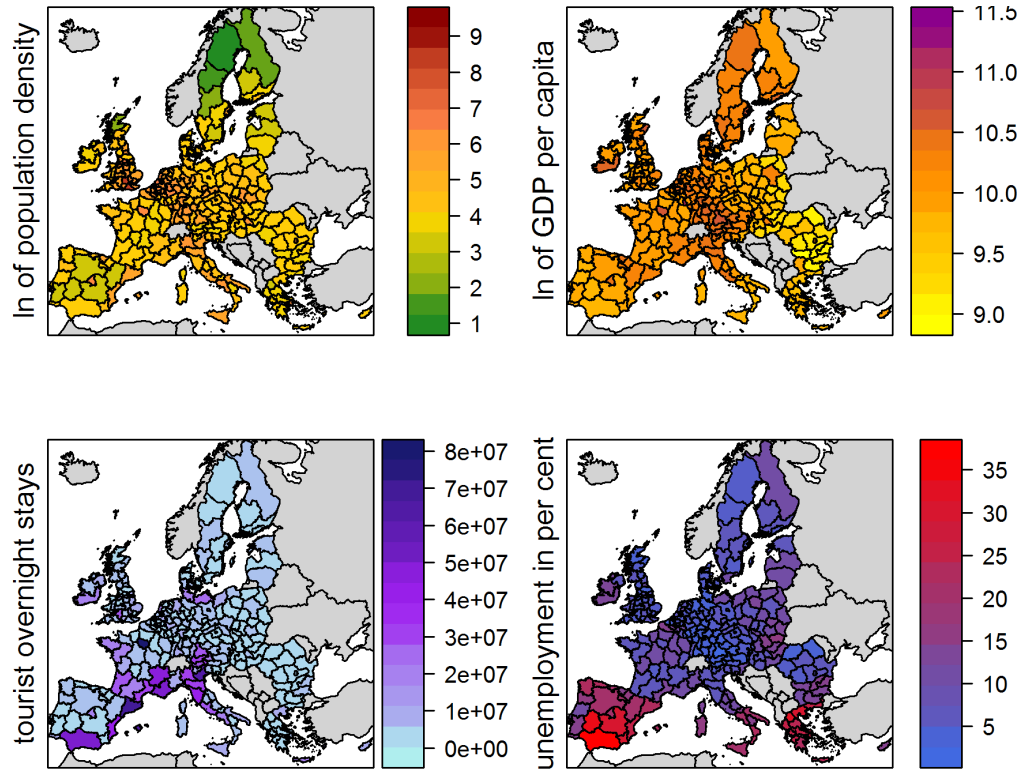 ln of population density
9
8
7
6
5
4
3
2
1
ln of GDP per capita
11.5
11.0
10.5
10.0
9.5
9.0
tourist overnight stays
8e+07
7e+07
6e+07
5e+07
4e+07
3e+07
2e+07
1e+07
0e+00
unemployment in per cent
35
30
25
20
15
10
5